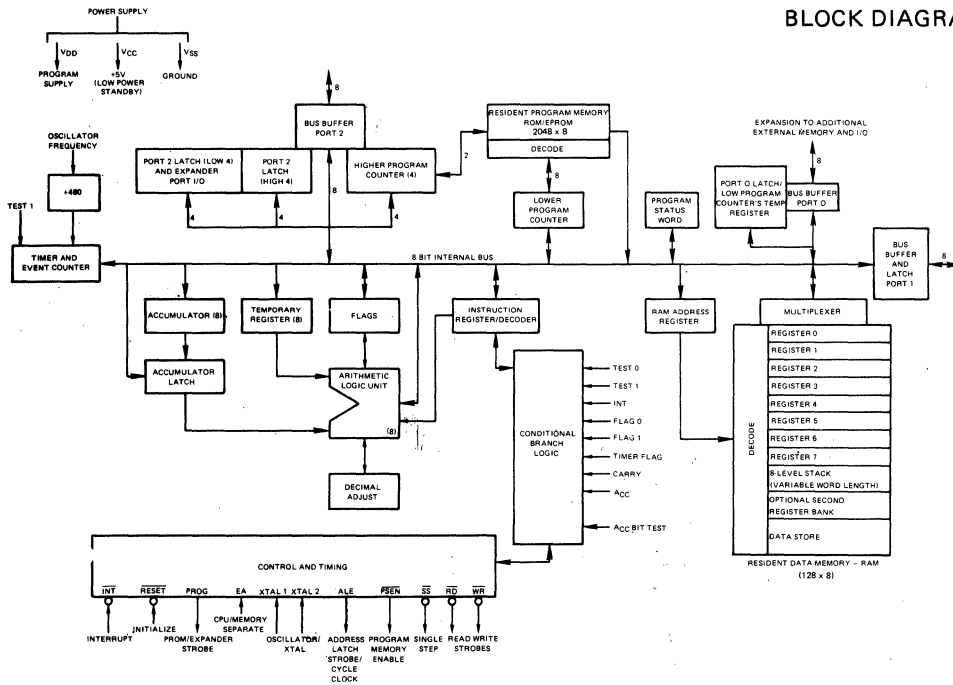 BLOCK DIAGRA
POWER SUPPLY
VDD
VCC
VSS
PROGRAM
SUPPLY
+5V
(LOW POWER
STANDBY)
GROUND
OSCILLATOR
FREQUENCY
÷480
TEST 1
TIMER AND
EVENT COUNTER
8
BUS BUFFER
PORT 2
PORT 2 LATCH (LOW 4)
AND EXPANDER
PORT I/O
PORT 2
LATCH
(HIGH 4)
HIGHER PROGRAM
COUNTER (4)
4
4
8
4
2
RESIDENT PROGRAM MEMORY
ROM/EPROM
2048 x 8
DECODE
8
LOWER
PROGRAM
COUNTER
PROGRAM
STATUS
WORD
EXPANSION TO ADDITIONAL
EXTERNAL MEMORY AND I/O
8
PORT O LATCH/
LOW PROGRAM
COUNTER'S TEMP
REGISTER
BUS BUFFER
PORT O
8 BIT INTERNAL BUS
BUS
BUFFER
AND
LATCH
PORT 1
8
ACCUMULATOR (8)
TEMPORARY
REGISTER (8)
FLAGS
INSTRUCTION
REGISTER/DECODER
RAM ADDRESS
REGISTER
MULTIPLEXER
ACCUMULATOR
LATCH
ARITHMETIC
LOGIC UNIT
(8)
DECIMAL
ADJUST
CONDITIONAL
BRANCH
LOGIC
TEST 0
TEST 1
INT
FLAG 0
FLAG 1
TIMER FLAG
CARRY
ACC
ACC BIT TEST
DECODE
REGISTER 0
REGISTER 1
REGISTER 2
REGISTER 3
REGISTER 4
REGISTER 5
REGISTER 6
REGISTER 7
8-LEVEL STACK
(VARIABLE WORD LENGTH)
OPTIONAL SECOND
REGISTER BANK
DATA STORE
RESIDENT DATA MEMORY – RAM
(128 x 8)
CONTROL AND TIMING
INT RESET PROG EA XTAL 1 XTAL 2 ALE PSEN SS RD WR
INTERRUPT
INITIALIZE
PROM/EXPANDER
STROBE
CPU/MEMORY
SEPARATE
OSCILLATOR/
XTAL
ADDRESS
LATCH
STROBE/
CYCLE
CLOCK
PROGRAM
MEMORY
ENABLE
SINGLE
STEP
READ WRITE
STROBES